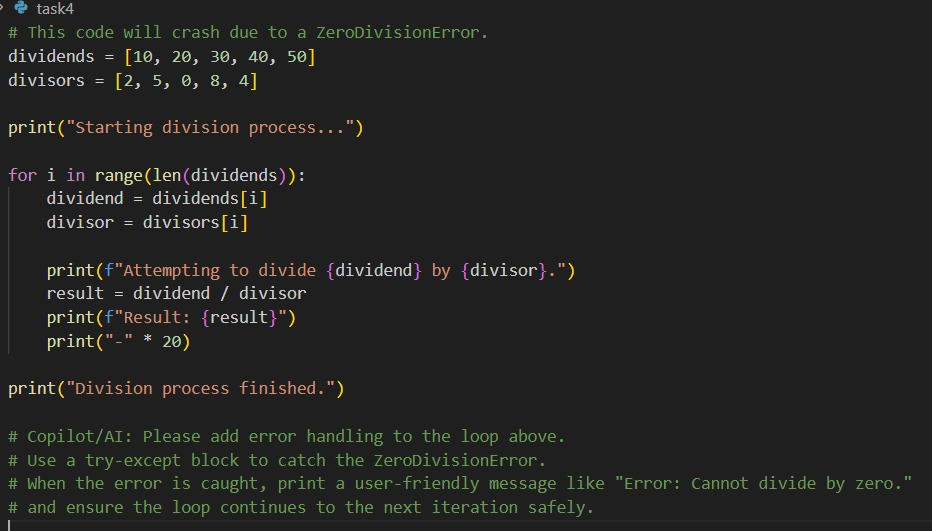 task4
# This code will crash due to a ZeroDivisionError.
dividends = [10, 20, 30, 40, 50]
divisors = [2, 5, 0, 8, 4]
print("Starting division process...")
for i in range(len(dividends)):
    dividend = dividends[i]
    divisor = divisors[i]
    print(f"Attempting to divide {dividend} by {divisor}.")
    result = dividend / divisor
    print(f"Result: {result}")
    print("-" * 20)
print("Division process finished.")
# Copilot/AI: Please add error handling to the loop above.
# Use a try-except block to catch the ZeroDivisionError.
# When the error is caught, print a user-friendly message like "Error: Cannot divide by zero."
# and ensure the loop continues to the next iteration safely.